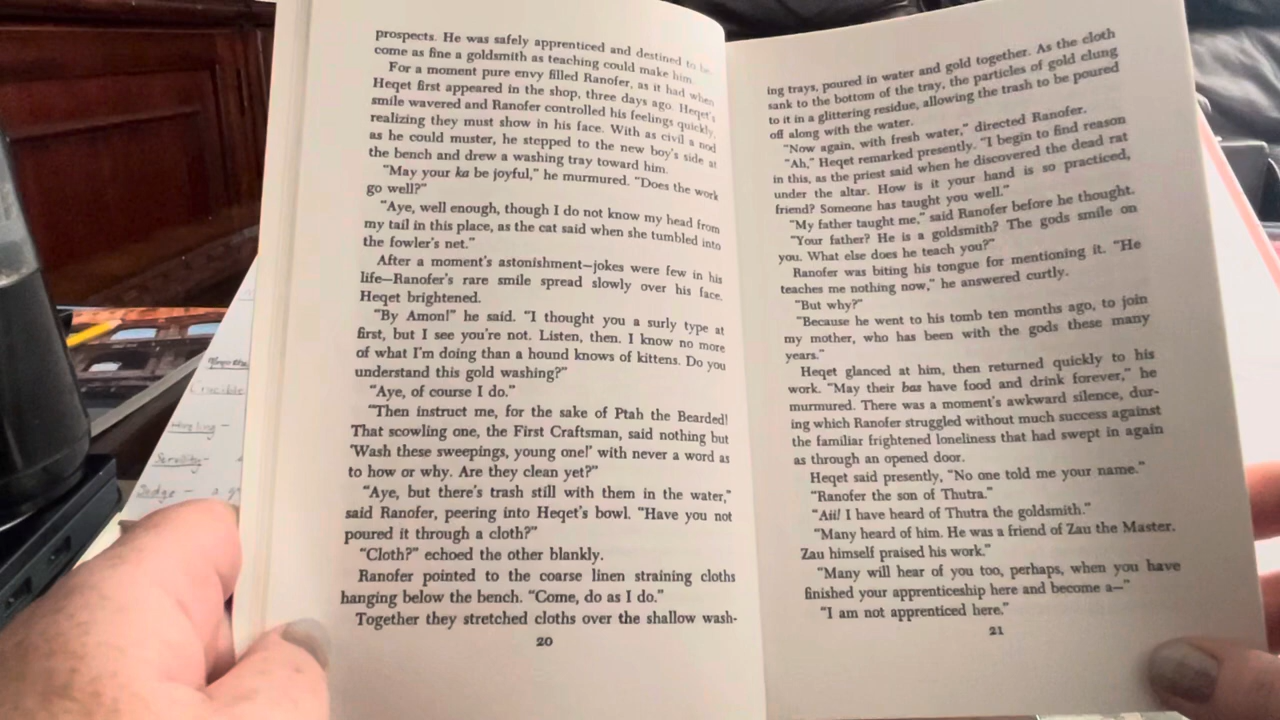 prospects. He was safely apprenticed and destined to be-
come as fine a goldsmith as teaching could make him.
For a moment pure envy filled Ranofer, as it had when
Heqet first appeared in the shop, three days ago. Heqet's
smile wavered and Ranofer controlled his feelings quickly,
realizing they must show in his face. With as civil a nod
as he could muster, he stepped to the new boy's side at
the bench and drew a washing tray toward him.
"May your ka be joyful," he murmured. "Does the work
go well?"
"Aye, well enough, though I do not know my head from
my tail in this place, as the cat said when she tumbled into
the fowler's net."
After a moment's astonishment—jokes were few in his
life—Ranofer's rare smile spread slowly over his face.
Heqet brightened.
"By Amon!" he said. "I thought you a surly type at
first, but I see you're not. Listen, then. I know no more
of what I'm doing than a hound knows of kittens. Do you
understand this gold washing?"
"Aye, of course I do."
"Then instruct me, for the sake of Ptah the Bearded!
That scowling one, the First Craftsman, said nothing but
'Wash these sweepings, young one!' with never a word as
to how or why. Are they clean yet?"
"Aye, but there's trash still with them in the water,"
said Ranofer, peering into Heqet's bowl. "Have you not
poured it through a cloth?"
"Cloth?" echoed the other blankly.
Ranofer pointed to the coarse linen straining cloths
hanging below the bench. "Come, do as I do."
Together they stretched cloths over the shallow wash-
20
ing trays, poured in water and gold together. As the cloth
sank to the bottom of the tray, the particles of gold clung
to it in a glittering residue, allowing the trash to be poured
off along with the water.
"Now again, with fresh water," directed Ranofer.
"Ah," Heqet remarked presently. "I begin to find reason
in this, as the priest said when he discovered the dead rat
under the altar. How is it your hand is so practiced,
friend? Someone has taught you well."
"My father taught me," said Ranofer before he thought.
"Your father? He is a goldsmith? The gods smile on
you. What else does he teach you?"
Ranofer was biting his tongue for mentioning it. "He
teaches me nothing now," he answered curtly.
"But why?"
"Because he went to his tomb ten months ago, to join
my mother, who has been with the gods these many
years."
Heqet glanced at him, then returned quickly to his
work. "May their bas have food and drink forever," he
murmured. There was a moment's awkward silence, dur-
ing which Ranofer struggled without much success against
the familiar frightened loneliness that had swept in again
as through an opened door.
Heqet said presently, "No one told me your name."
"Ranofer the son of Thutra."
"Aii! I have heard of Thutra the goldsmith."
"Many heard of him. He was a friend of Zau the Master.
Zau himself praised his work."
"Many will hear of you too, perhaps, when you have
finished your apprenticeship here and become a—"
"I am not apprenticed here."
21
Crucible